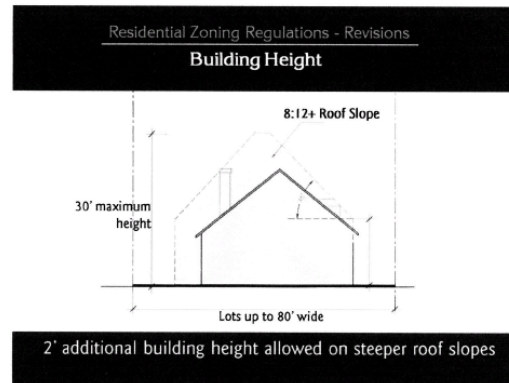 Residential Zoning Regulations - Revisions
Building Height
8:12+ Roof Slope
30' maximum
height
Lots up to 80' wide
2' additional building height allowed on steeper roof slopes